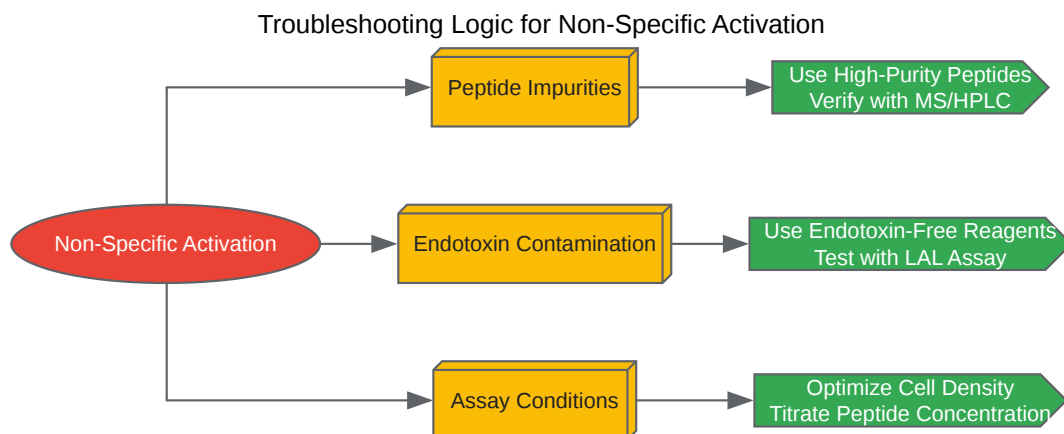 Troubleshooting Logic for Non-Specific Activation
Peptide Impurities
Use High-Purity Peptides
Verify with MS/HPLC
Non-Specific Activation
Endotoxin Contamination
Use Endotoxin-Free Reagents
Test with LAL Assay
Assay Conditions
Optimize Cell Density
Titrate Peptide Concentration